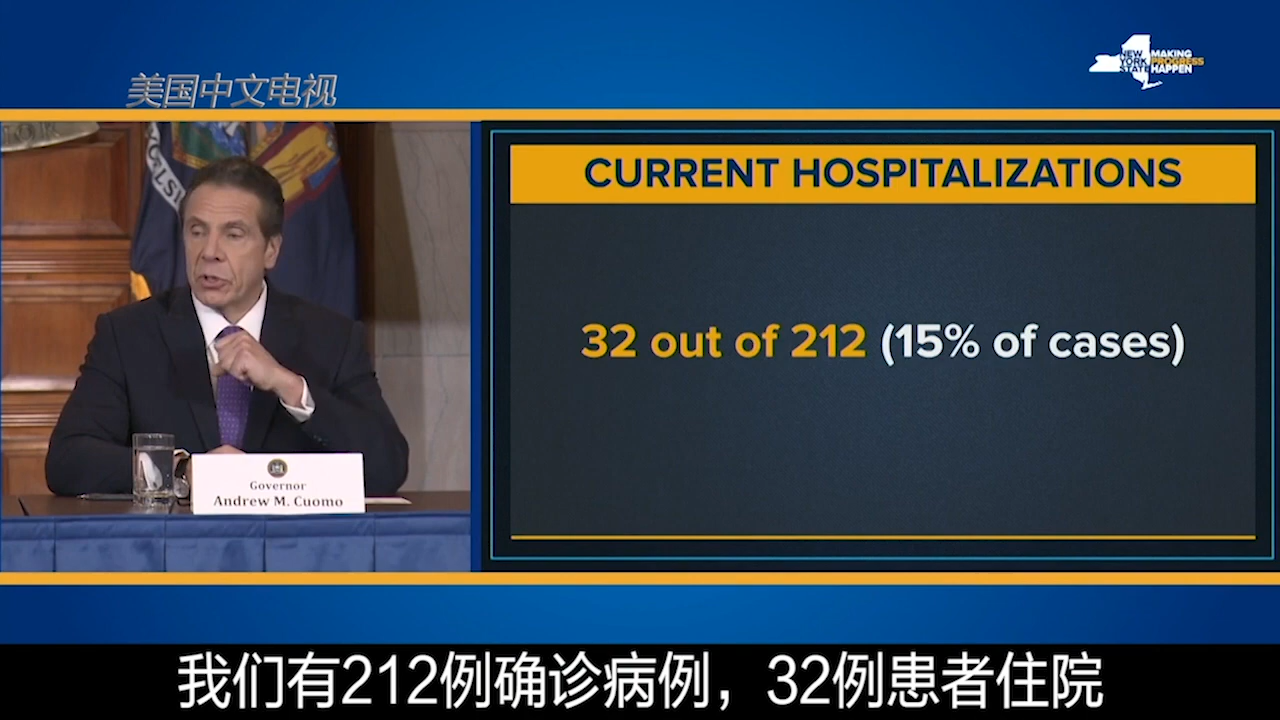 美国中文电视
NEW YORK STATE
MAKING PROGRESS HAPPEN
CURRENT HOSPITALIZATIONS
32 out of 212 (15% of cases)
Governor
Andrew M. Cuomo
我们有212例确诊病例，32例患者住院